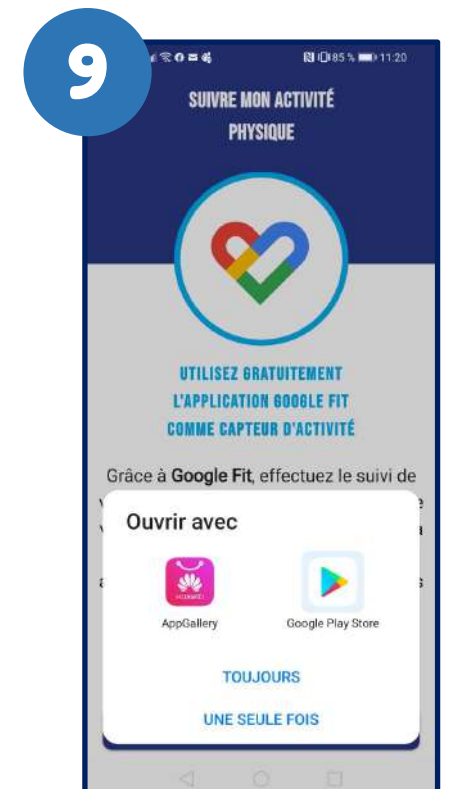 9
85 % 11:20
SUIVRE MON ACTIVITÉ
PHYSIQUE
UTILISEZ GRATUITEMENT
L'APPLICATION GOOGLE FIT
COMME CAPTEUR D'ACTIVITÉ
Grâce à Google Fit, effectuez le suivi de
Ouvrir avec
HUAWEI
AppGallery
Google Play Store
TOUJOURS
UNE SEULE FOIS